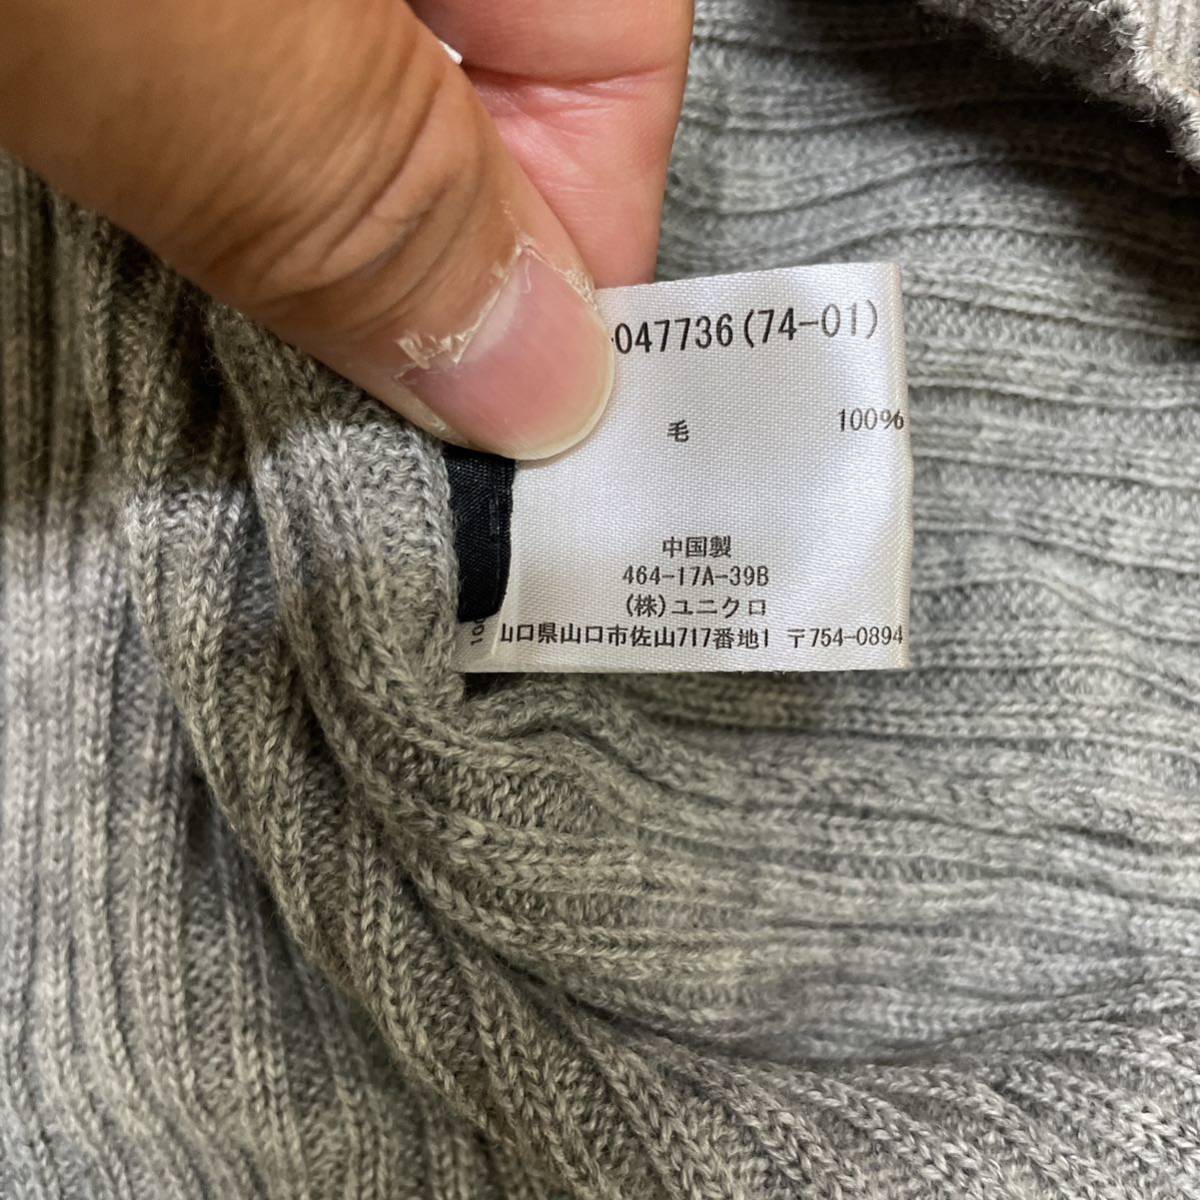 -047736(74-01)
毛 100%
中国製
464-17A-39B
(株)ユニクロ
山口県山口市佐山717番地1 〒754-0894